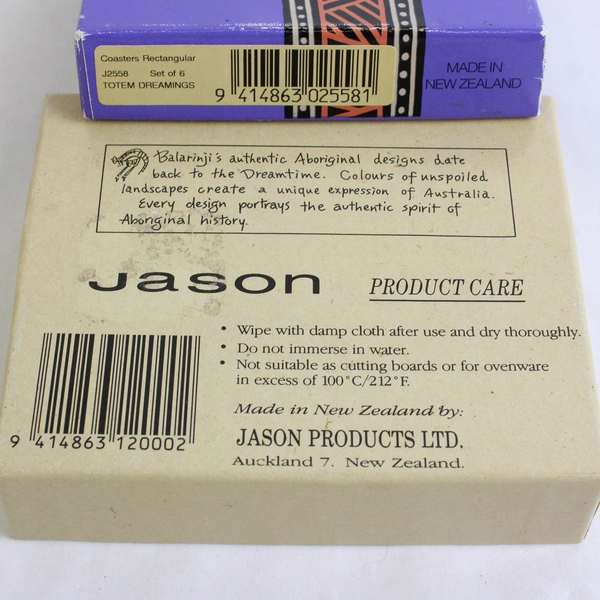 Coasters Rectangular
J2558 Set of 6
TOTEM DREAMINGS
9 414863 025581
MADE IN
NEW ZEALAND
Balarinji's authentic Aboriginal designs date
back to the Dreamtime. Colours of unspoiled
landscapes create a unique expression of Australia.
Every design portrays the authentic spirit of
Aboriginal history.
Jason
PRODUCT CARE
• Wipe with damp cloth after use and dry thoroughly.
• Do not immerse in water.
• Not suitable as cutting boards or for ovenware
in excess of 100°C/212°F.
Made in New Zealand by:
JASON PRODUCTS LTD.
Auckland 7. New Zealand.
9 414863 120002